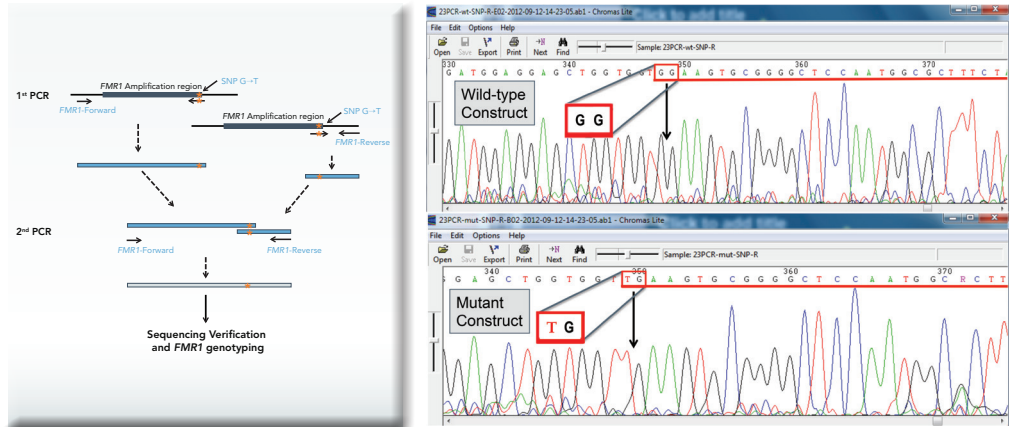 SNP G→T
FMR1 Amplification region
1st PCR
FMR1-Forward
SNP G→T
FMR1 Amplification region
FMR1-Reverse
2nd PCR
FMR1-Forward
FMR1-Reverse
Sequencing Verification
and FMR1 genotyping
23PCR-wt-SNP-R-E02-2012-09-12-14-23-05.ab1 - Chromas Lite
File Edit Options Help
Open Save Export Print Next Find Sample: 23PCR-wt-SNP-R
330 340 350 360 370
G A T G G A G G A G C T G G T G G T G G A A G T G C G G G G C T C C A A T G G C G C T T T C T
Wild-type
Construct
G G
23PCR-mut-SNP-R-B02-2012-09-12-14-23-05.ab1 - Chromas Lite
File Edit Options Help
Open Save Export Print Next Find Sample: 23PCR-mut-SNP-R
340 350 360 370
G G A G C T G G T G G T T G A A G T G C G G G G C T C C A A T G G C R C T T
Mutant
Construct
T G